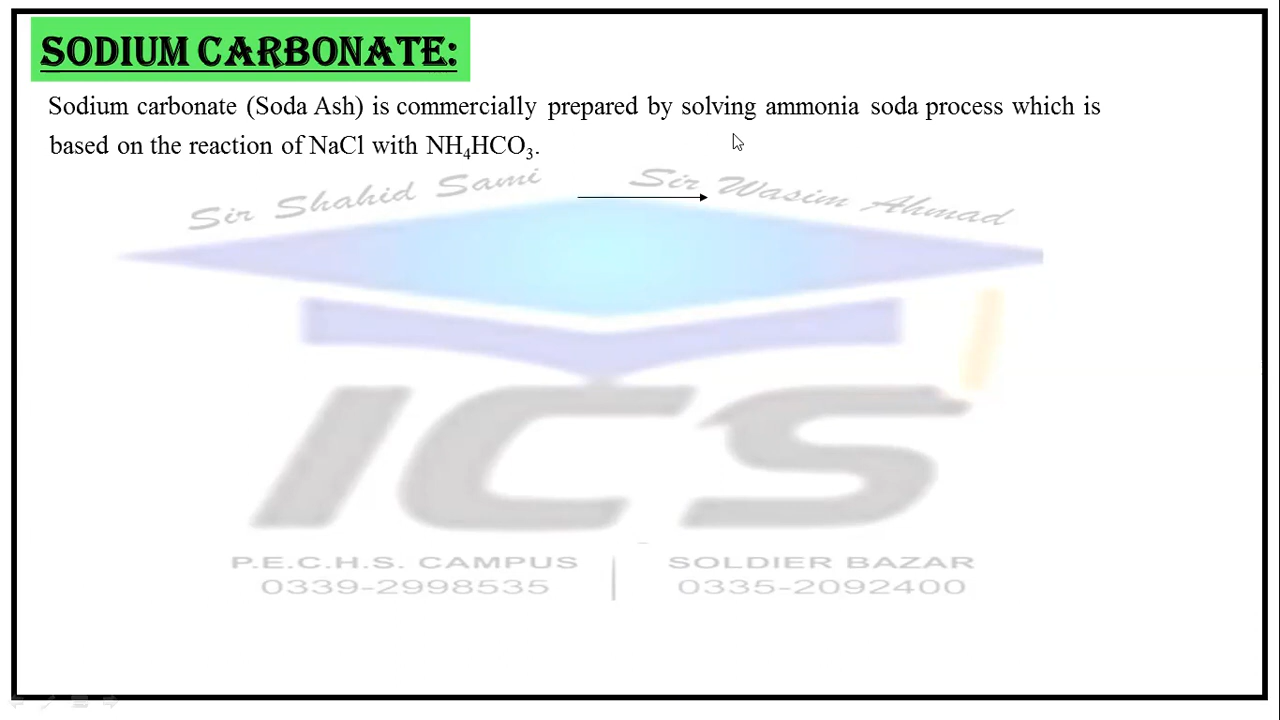 SODIUM CARBONATE:
Sodium carbonate (Soda Ash) is commercially prepared by solving ammonia soda process which is
based on the reaction of NaCl with NH₄HCO₃.
Sir Shahid Sami Sir Wasim Ahmad
ICS
P.E.C.H.S. CAMPUS | SOLDIER BAZAR
0339-2998535 | 0335-2092400